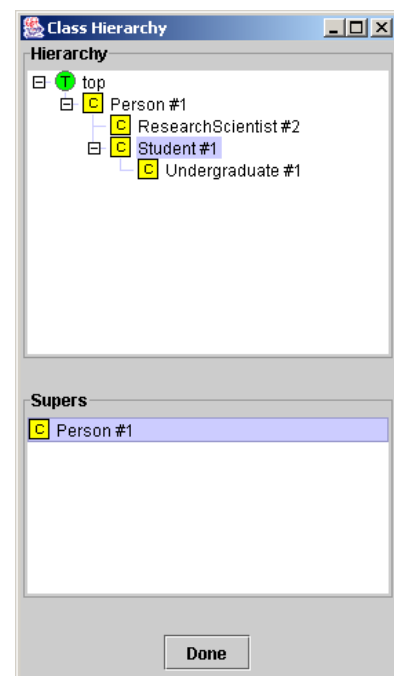 Class Hierarchy
Hierarchy
T top
C Person #1
C ResearchScientist #2
C Student #1
C Undergraduate #1
Supers
C Person #1
Done